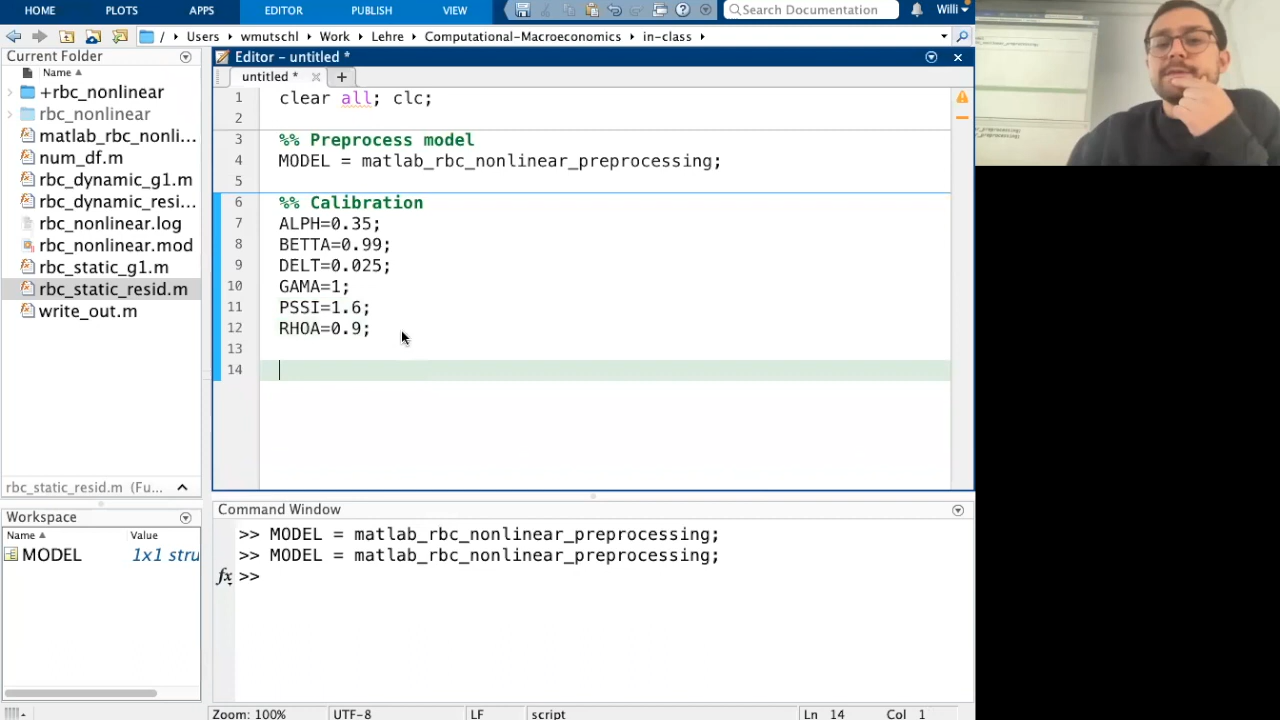 HOME PLOTS APPS EDITOR PUBLISH VIEW Search Documentation Willi
/ Users wmutschl Work Lehre Computational-Macroeconomics in-class
Current Folder
Name
+rbc_nonlinear
rbc_nonlinear
matlab_rbc_nonli...
num_df.m
rbc_dynamic_g1.m
rbc_dynamic_resi...
rbc_nonlinear.log
rbc_nonlinear.mod
rbc_static_g1.m
rbc_static_resid.m
write_out.m
rbc_static_resid.m (Fu...
Workspace
Name Value
MODEL 1x1 stru
Editor – untitled *
untitled *
1 clear all; clc;
2
3 %% Preprocess model
4 MODEL = matlab_rbc_nonlinear_preprocessing;
5
6 %% Calibration
7 ALPH=0.35;
8 BETTA=0.99;
9 DELT=0.025;
10 GAMA=1;
11 PSSI=1.6;
12 RHOA=0.9;
13
14
Command Window
>> MODEL = matlab_rbc_nonlinear_preprocessing;
>> MODEL = matlab_rbc_nonlinear_preprocessing;
fx >>
Zoom: 100% UTF-8 LF script Ln 14 Col 1